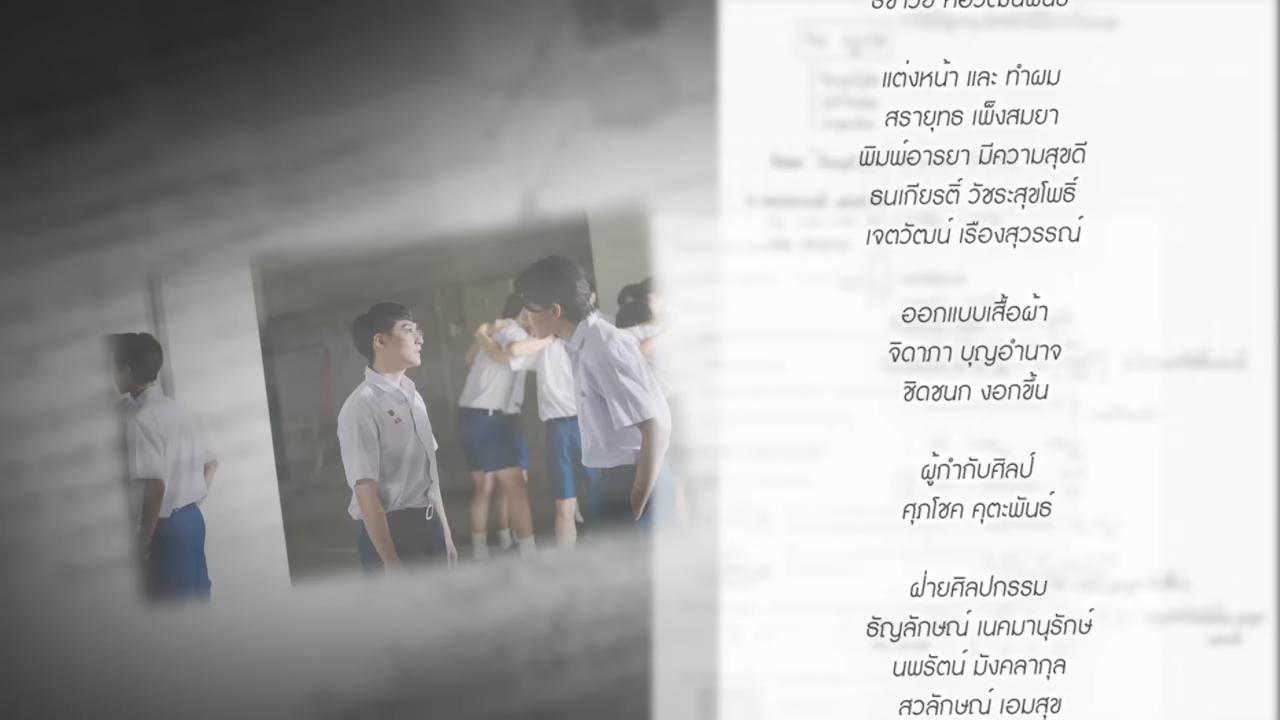 แต่งหน้า และ ทำผม
สรายุทธ เพ็งสมยา
พิมพ์อารยา มีความสุขดี
ธนเกียรติ์ วัชระสุขโพธิ์
เจตวัฒน์ เรืองสุวรรณ์
ออกแบบเสื้อผ้า
จิดาภา บุญอำนาจ
ชิดชนก งอกขึ้น
ผู้กำกับศิลป์
ศุภโชค คุตะพันธ์
ฝ่ายศิลปกรรม
ธัญลักษณ์ เนคมานุรักษ์
นพรัตน์ มังคลากุล
สวลักษณ์ เอมสุข